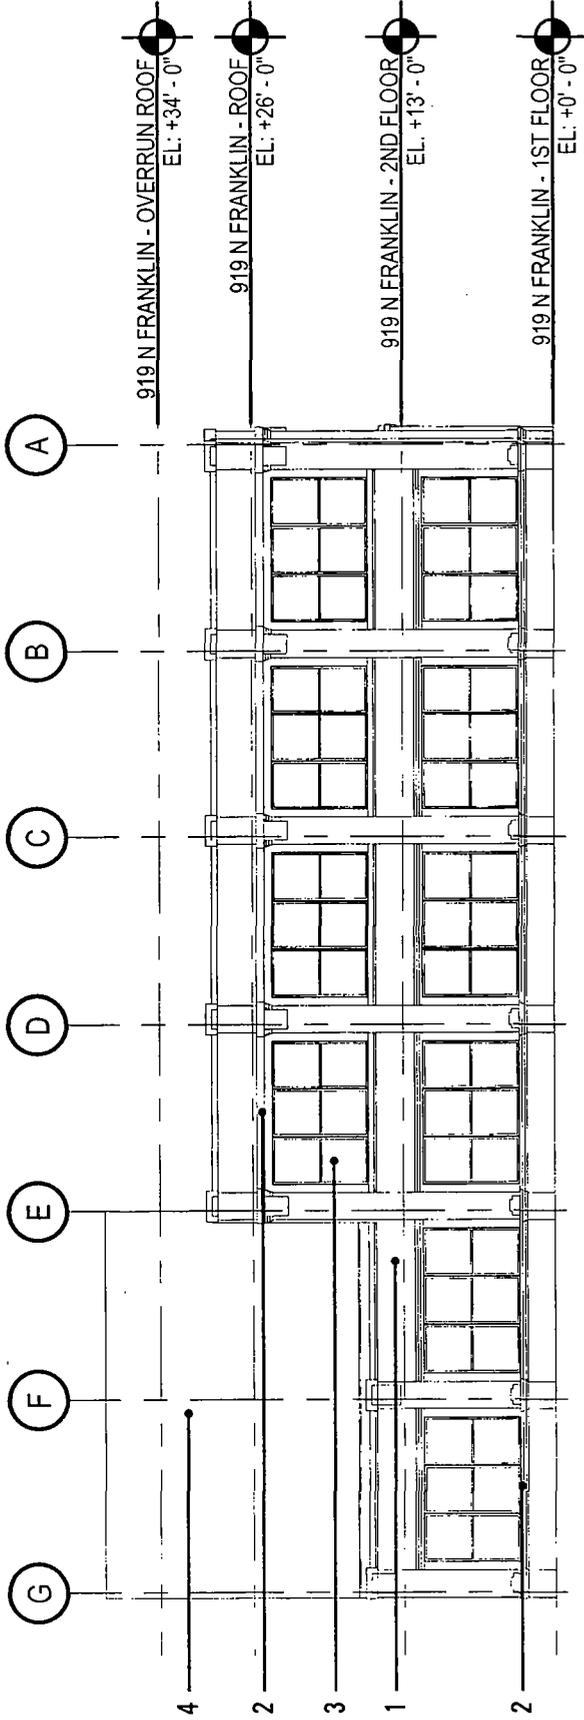 919 N FRANKLIN - OVERRUN ROOF
EL: +34' - 0"
919 N FRANKLIN - ROOF
EL: +26' - 0"
919 N FRANKLIN - 2ND FLOOR
EL: +13' - 0"
919 N FRANKLIN - 1ST FLOOR
EL: +0' - 0"
G
F
E
D
C
B
A
4
2
3
1
2